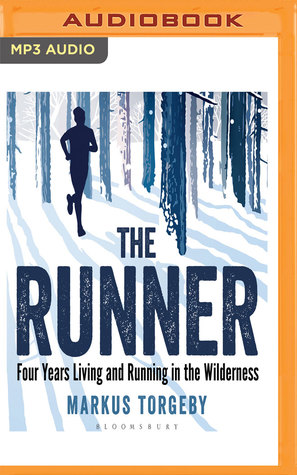 AUDIOBOOK
MP3 AUDIO
THE
RUNNER
Four Years Living and Running in the Wilderness
MARKUS TORGEBY
BLOOMSBURY